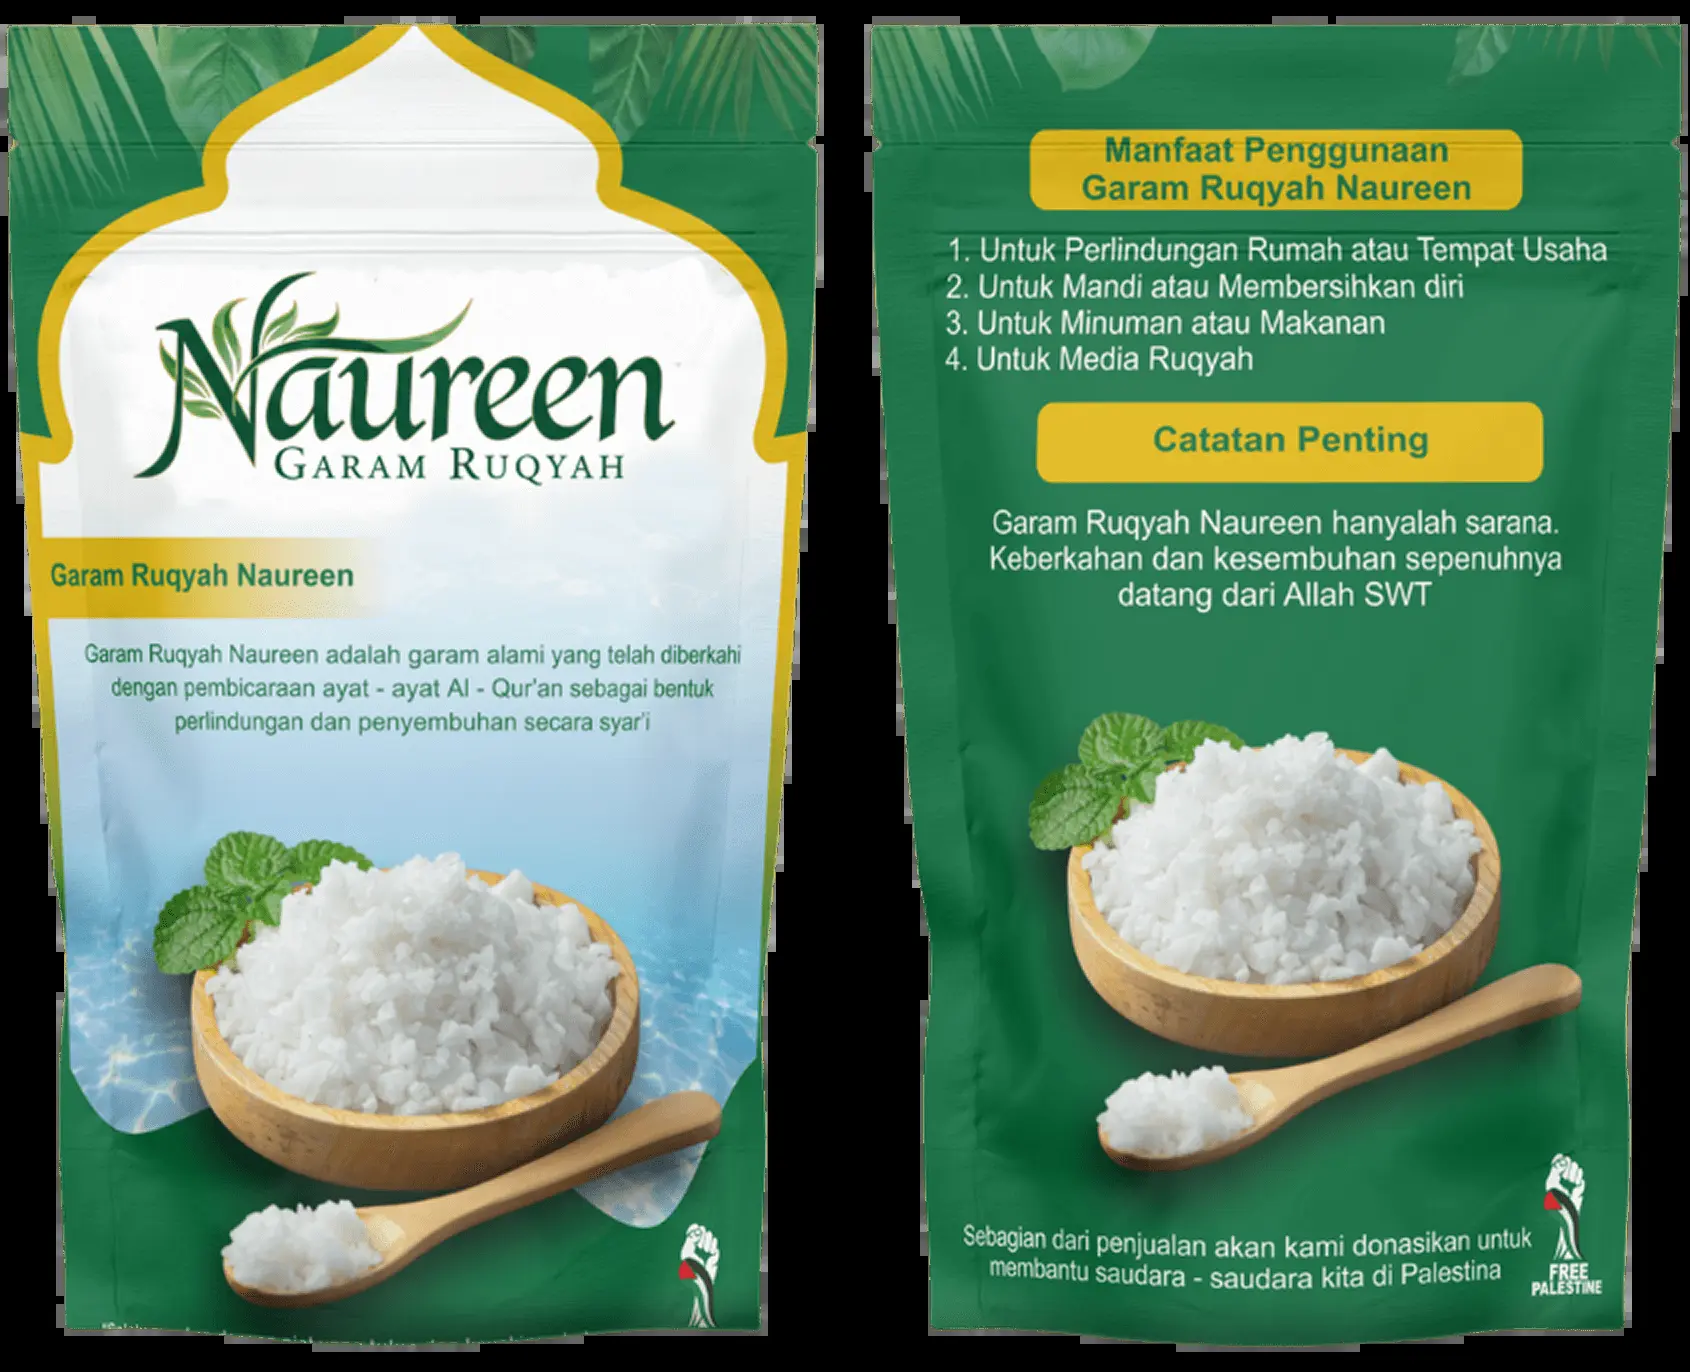 Naureen
GARAM RUQYAH
Garam Ruqyah Naureen
Garam Ruqyah Naureen adalah garam alami yang telah diberkahi
dengan pembicaraan ayat - ayat Al - Qur'an sebagai bentuk
perlindungan dan penyembuhan secara syar'i
Manfaat Penggunaan
Garam Ruqyah Naureen
1. Untuk Perlindungan Rumah atau Tempat Usaha
2. Untuk Mandi atau Membersihkan diri
3. Untuk Minuman atau Makanan
4. Untuk Media Ruqyah
Catatan Penting
Garam Ruqyah Naureen hanyalah sarana.
Keberkahan dan kesembuhan sepenuhnya
datang dari Allah SWT
Sebagian dari penjualan akan kami donasikan untuk
membantu saudara - saudara kita di Palestina
FREE
PALESTINE